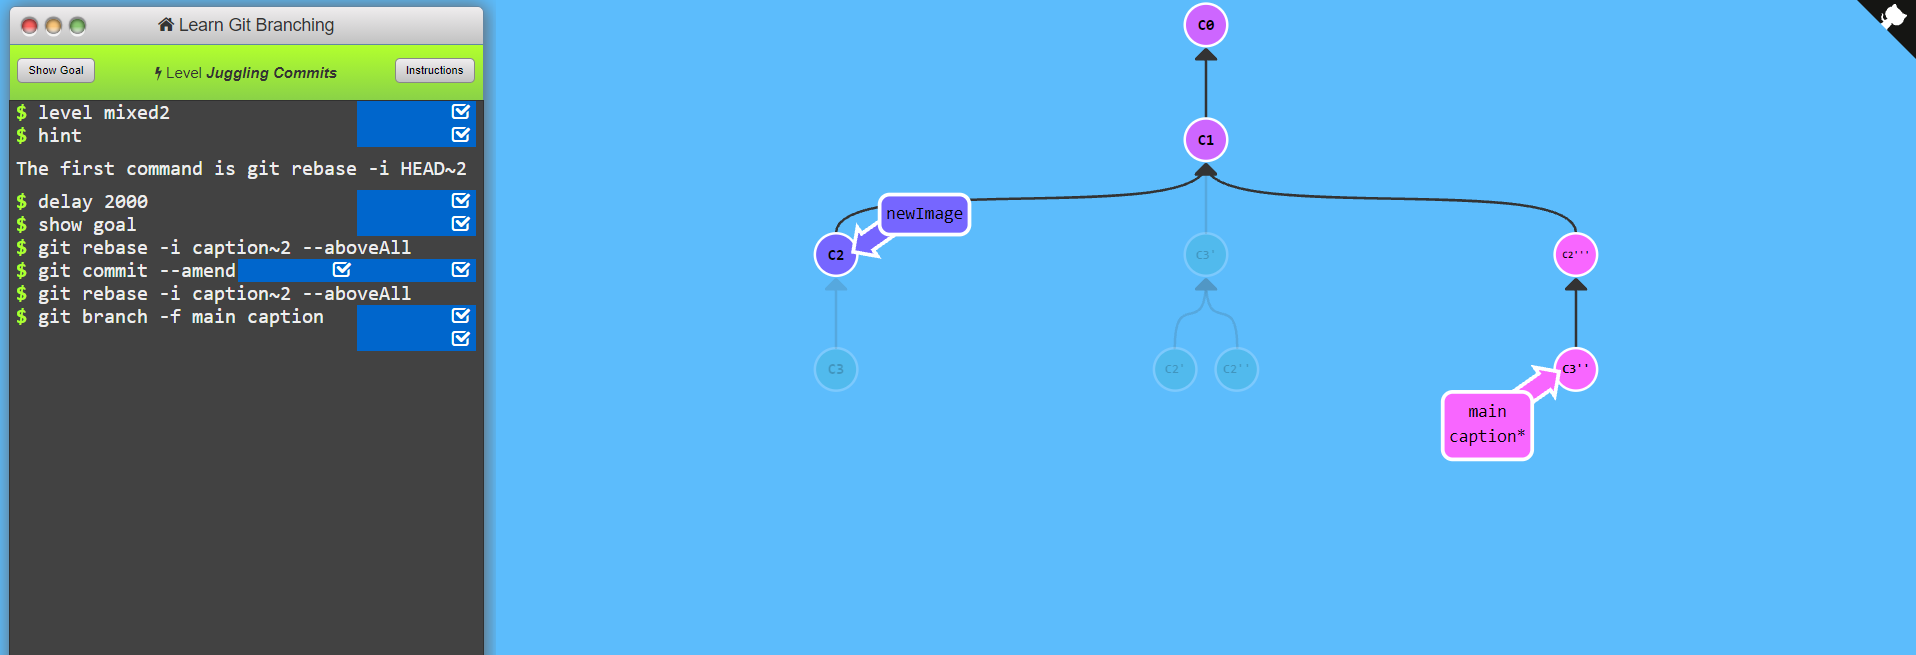 Learn Git Branching
Show Goal
Level Juggling Commits
Instructions
$ level mixed2
$ hint
The first command is git rebase -i HEAD~2
$ delay 2000
$ show goal
$ git rebase -i caption~2 --aboveAll
$ git commit --amend
$ git rebase -i caption~2 --aboveAll
$ git branch -f main caption
C0
C1
newImage
C2
C3'
C2'''
C3
C2'
C2''
C3''
main
caption*